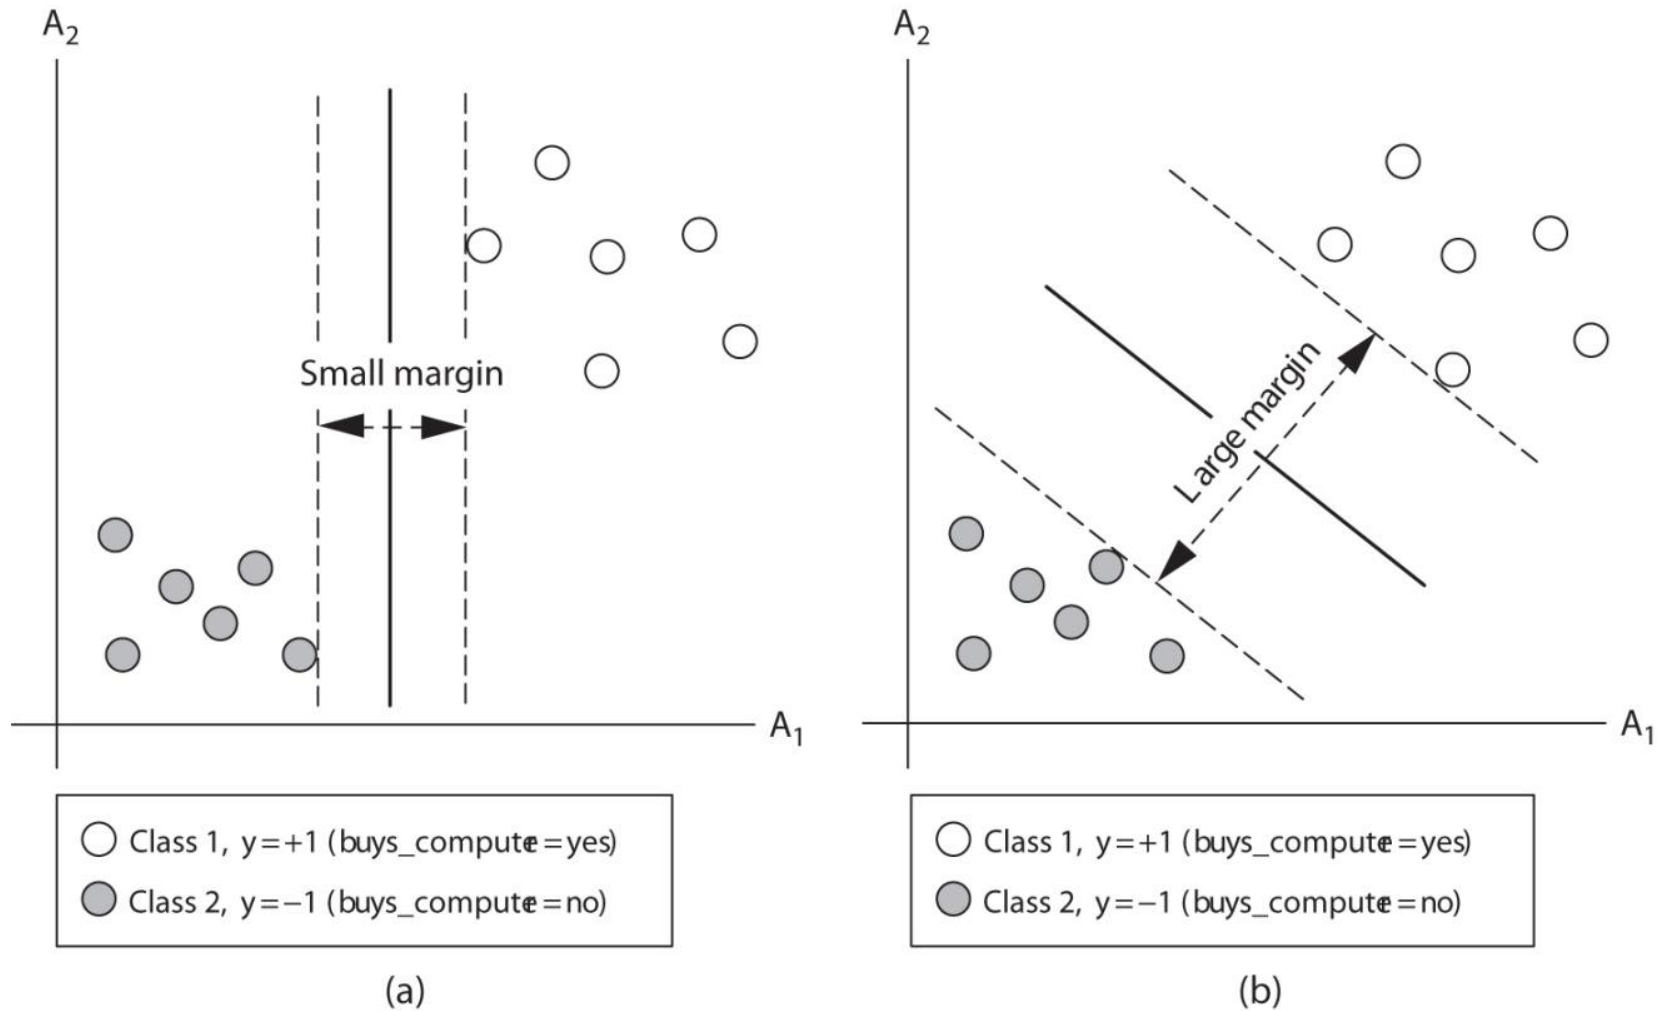 A2
Small margin
A1
Class 1, y=+1 (buys_computer=yes)
Class 2, y=−1 (buys_computer=no)
(a)
A2
Large margin
A1
Class 1, y=+1 (buys_computer=yes)
Class 2, y=−1 (buys_computer=no)
(b)